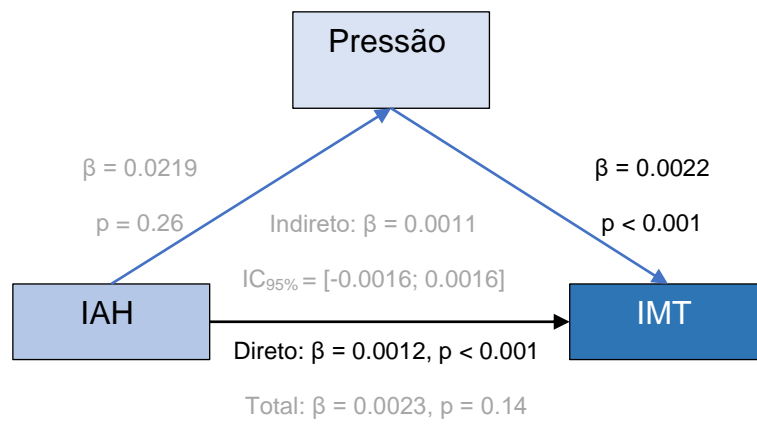 Pressão
β = 0.0219
β = 0.0022
p = 0.26
Indireto: β = 0.0011
p < 0.001
IC95% = [-0.0016; 0.0016]
IAH
IMT
Direto: β = 0.0012, p < 0.001
Total: β = 0.0023, p = 0.14